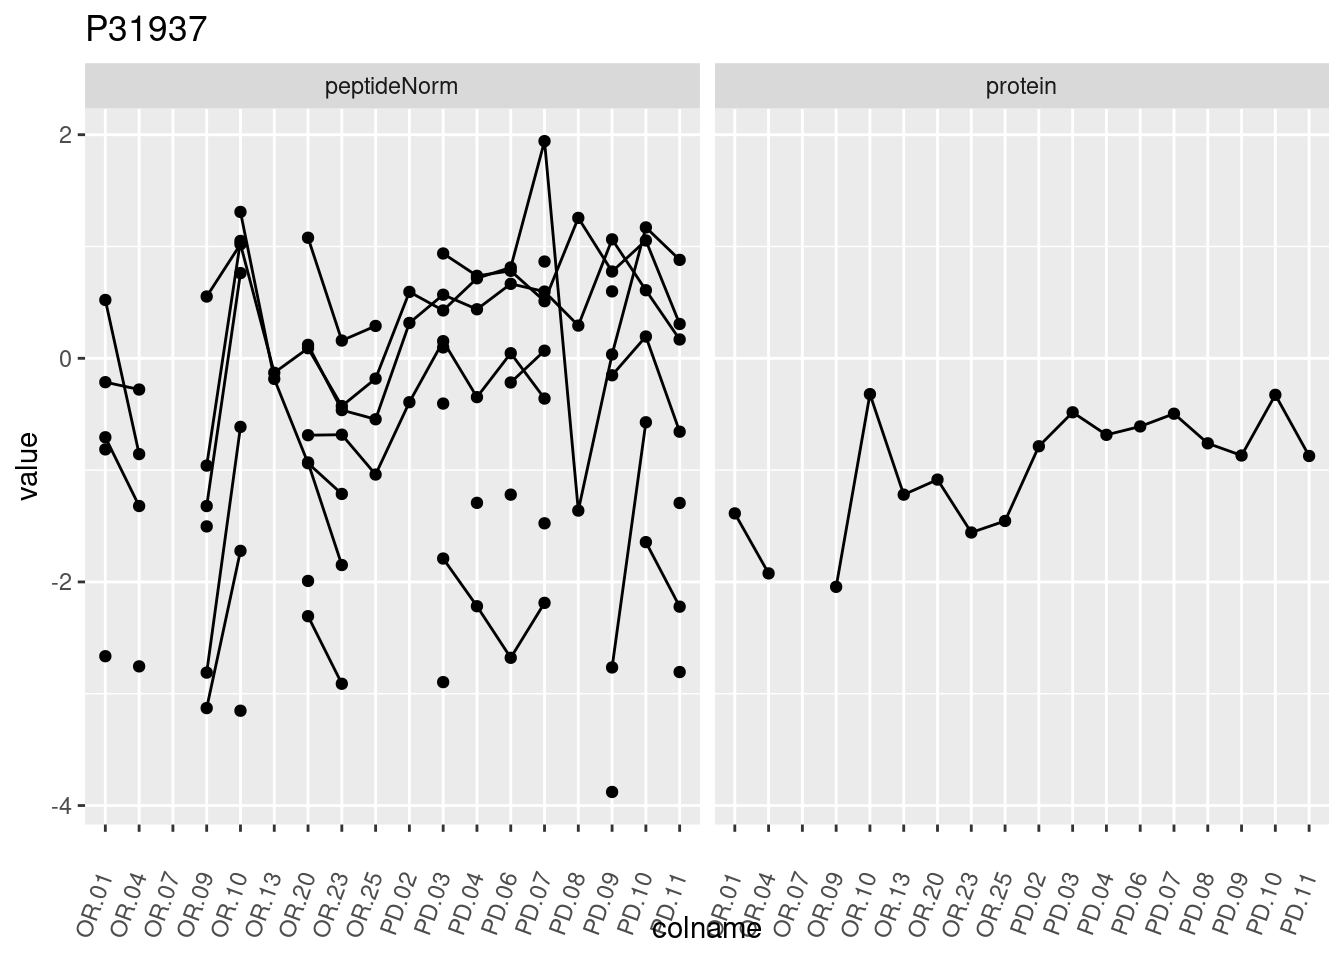 P31937
peptideNorm
protein
value
2
0
-2
-4
OR.01
OR.04
OR.07
OR.09
OR.10
OR.13
OR.20
OR.23
OR.25
PD.02
PD.03
PD.04
PD.06
PD.07
PD.08
PD.09
PD.10
PD.11
OR.01
OR.04
OR.07
OR.09
OR.10
OR.13
OR.20
OR.23
OR.25
PD.02
PD.03
PD.04
PD.06
PD.07
PD.08
PD.09
PD.10
PD.11
colname